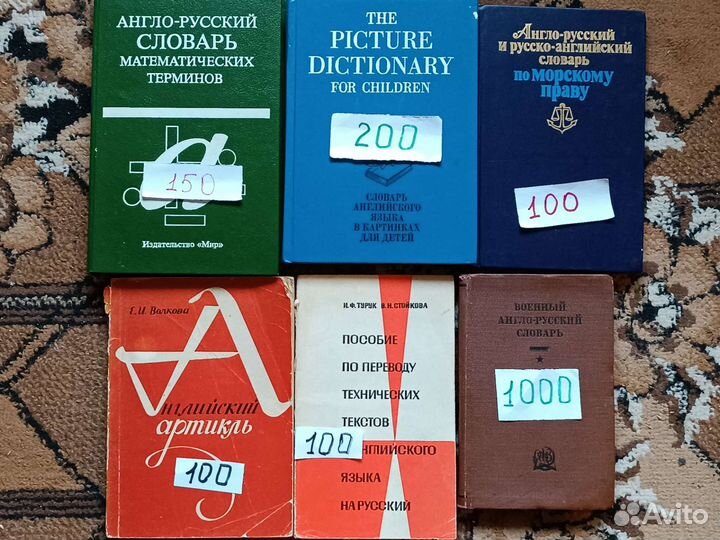 АНГЛО-РУССКИЙ
СЛОВАРЬ
МАТЕМАТИЧЕСКИХ
ТЕРМИНОВ
150
Издательство «Мир»
THE
PICTURE
DICTIONARY
FOR CHILDREN
200
СЛОВАРЬ
АНГЛИЙСКОГО
ЯЗЫКА
В КАРТИНКАХ
ДЛЯ ДЕТЕЙ
Англо-русский
и русско-английский
словарь
по морскому
праву
100
Е.И. Волкова
Английский
артикль
100
Н.Ф. ТУРУК В.Н. СТОЙКОВА
ПОСОБИЕ
ПО ПЕРЕВОДУ
ТЕХНИЧЕСКИХ
ТЕКСТОВ
100 АНГЛИЙСКОГО
ЯЗЫКА
НА РУССКИЙ
ВОЕННЫЙ
АНГЛО-РУССКИЙ
СЛОВАРЬ
1000
Avito